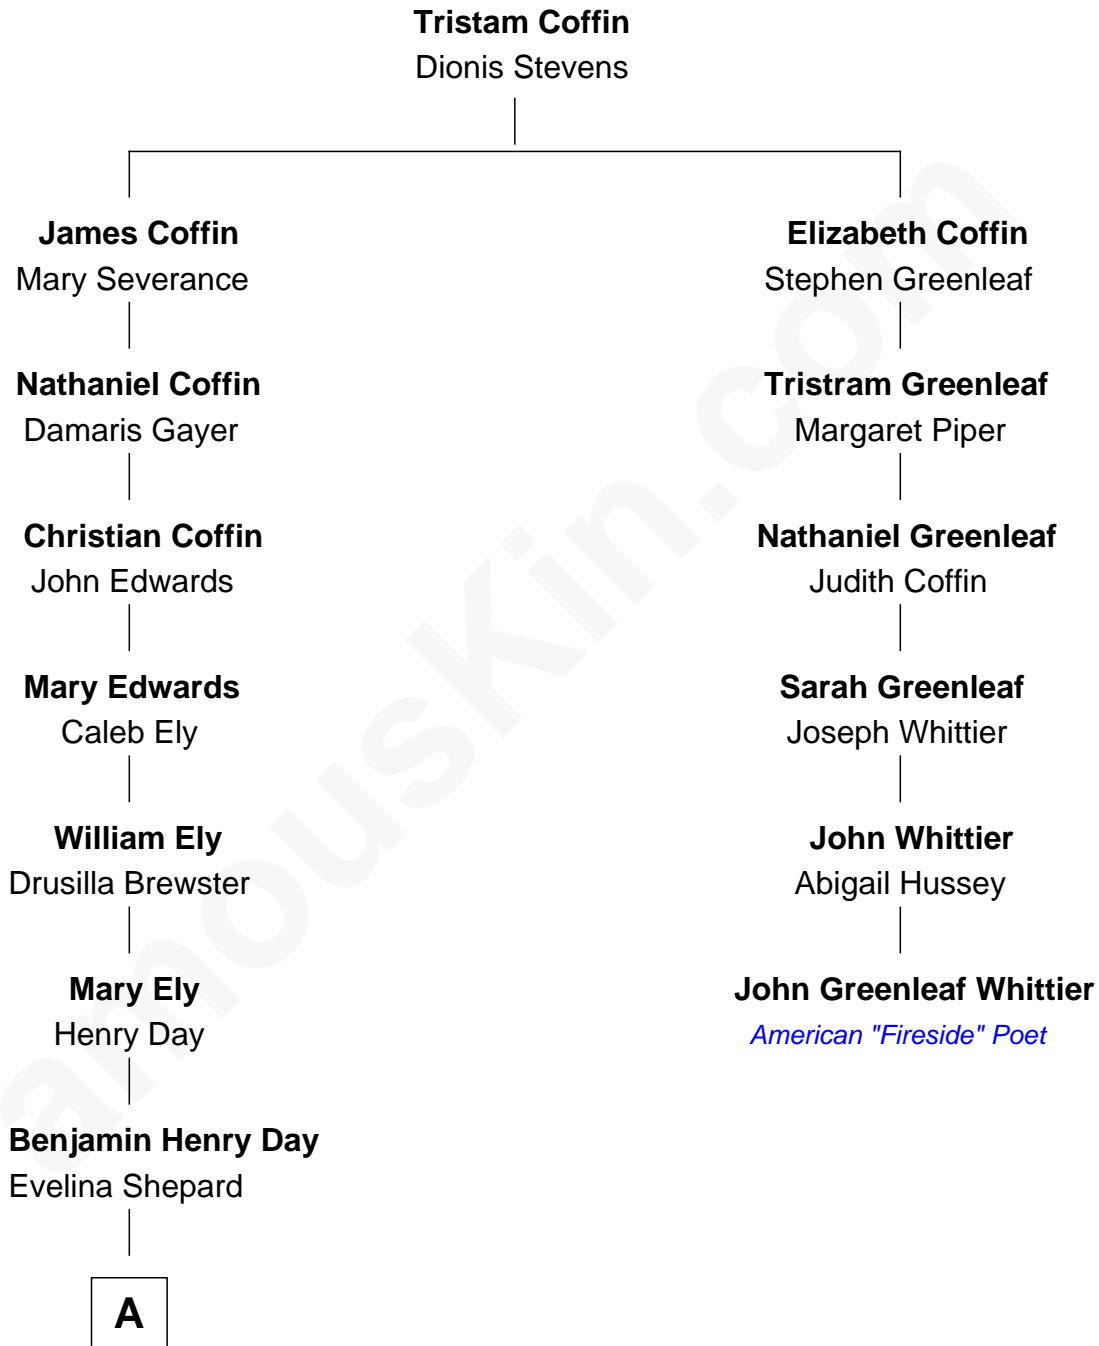 Tristam Coffin
Dionis Stevens
James Coffin
Mary Severance
Elizabeth Coffin
Stephen Greenleaf
Nathaniel Coffin
Damaris Gayer
Tristram Greenleaf
Margaret Piper
Christian Coffin
John Edwards
Nathaniel Greenleaf
Judith Coffin
Mary Edwards
Caleb Ely
Sarah Greenleaf
Joseph Whittier
William Ely
Drusilla Brewster
John Whittier
Abigail Hussey
Mary Ely
Henry Day
John Greenleaf Whittier
American "Fireside" Poet
Benjamin Henry Day
Evelina Shepard
A
amousKin.com